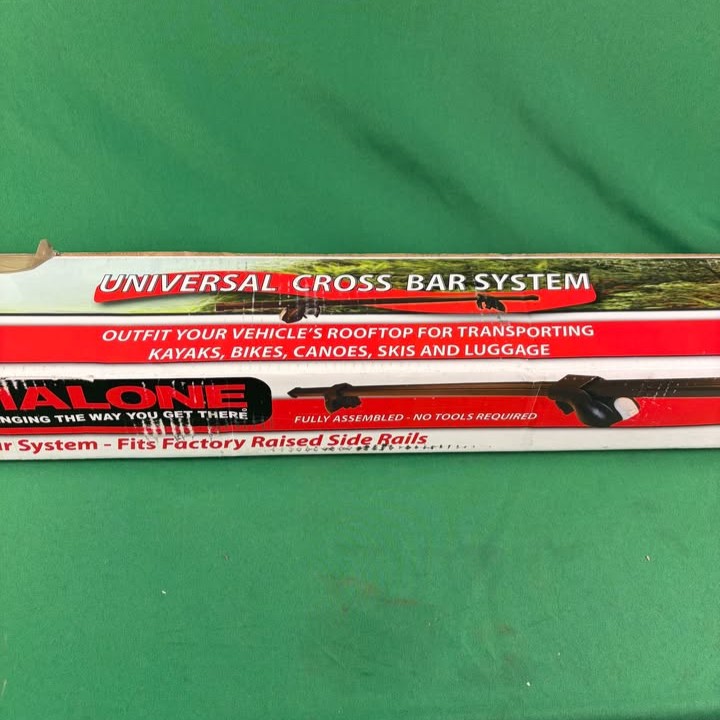 UNIVERSAL CROSS BAR SYSTEM
OUTFIT YOUR VEHICLE'S ROOFTOP FOR TRANSPORTING
KAYAKS, BIKES, CANOES, SKIS AND LUGGAGE
MALONE
NGING THE WAY YOU GET THERE
FULLY ASSEMBLED - NO TOOLS REQUIRED
ar System - Fits Factory Raised Side Rails